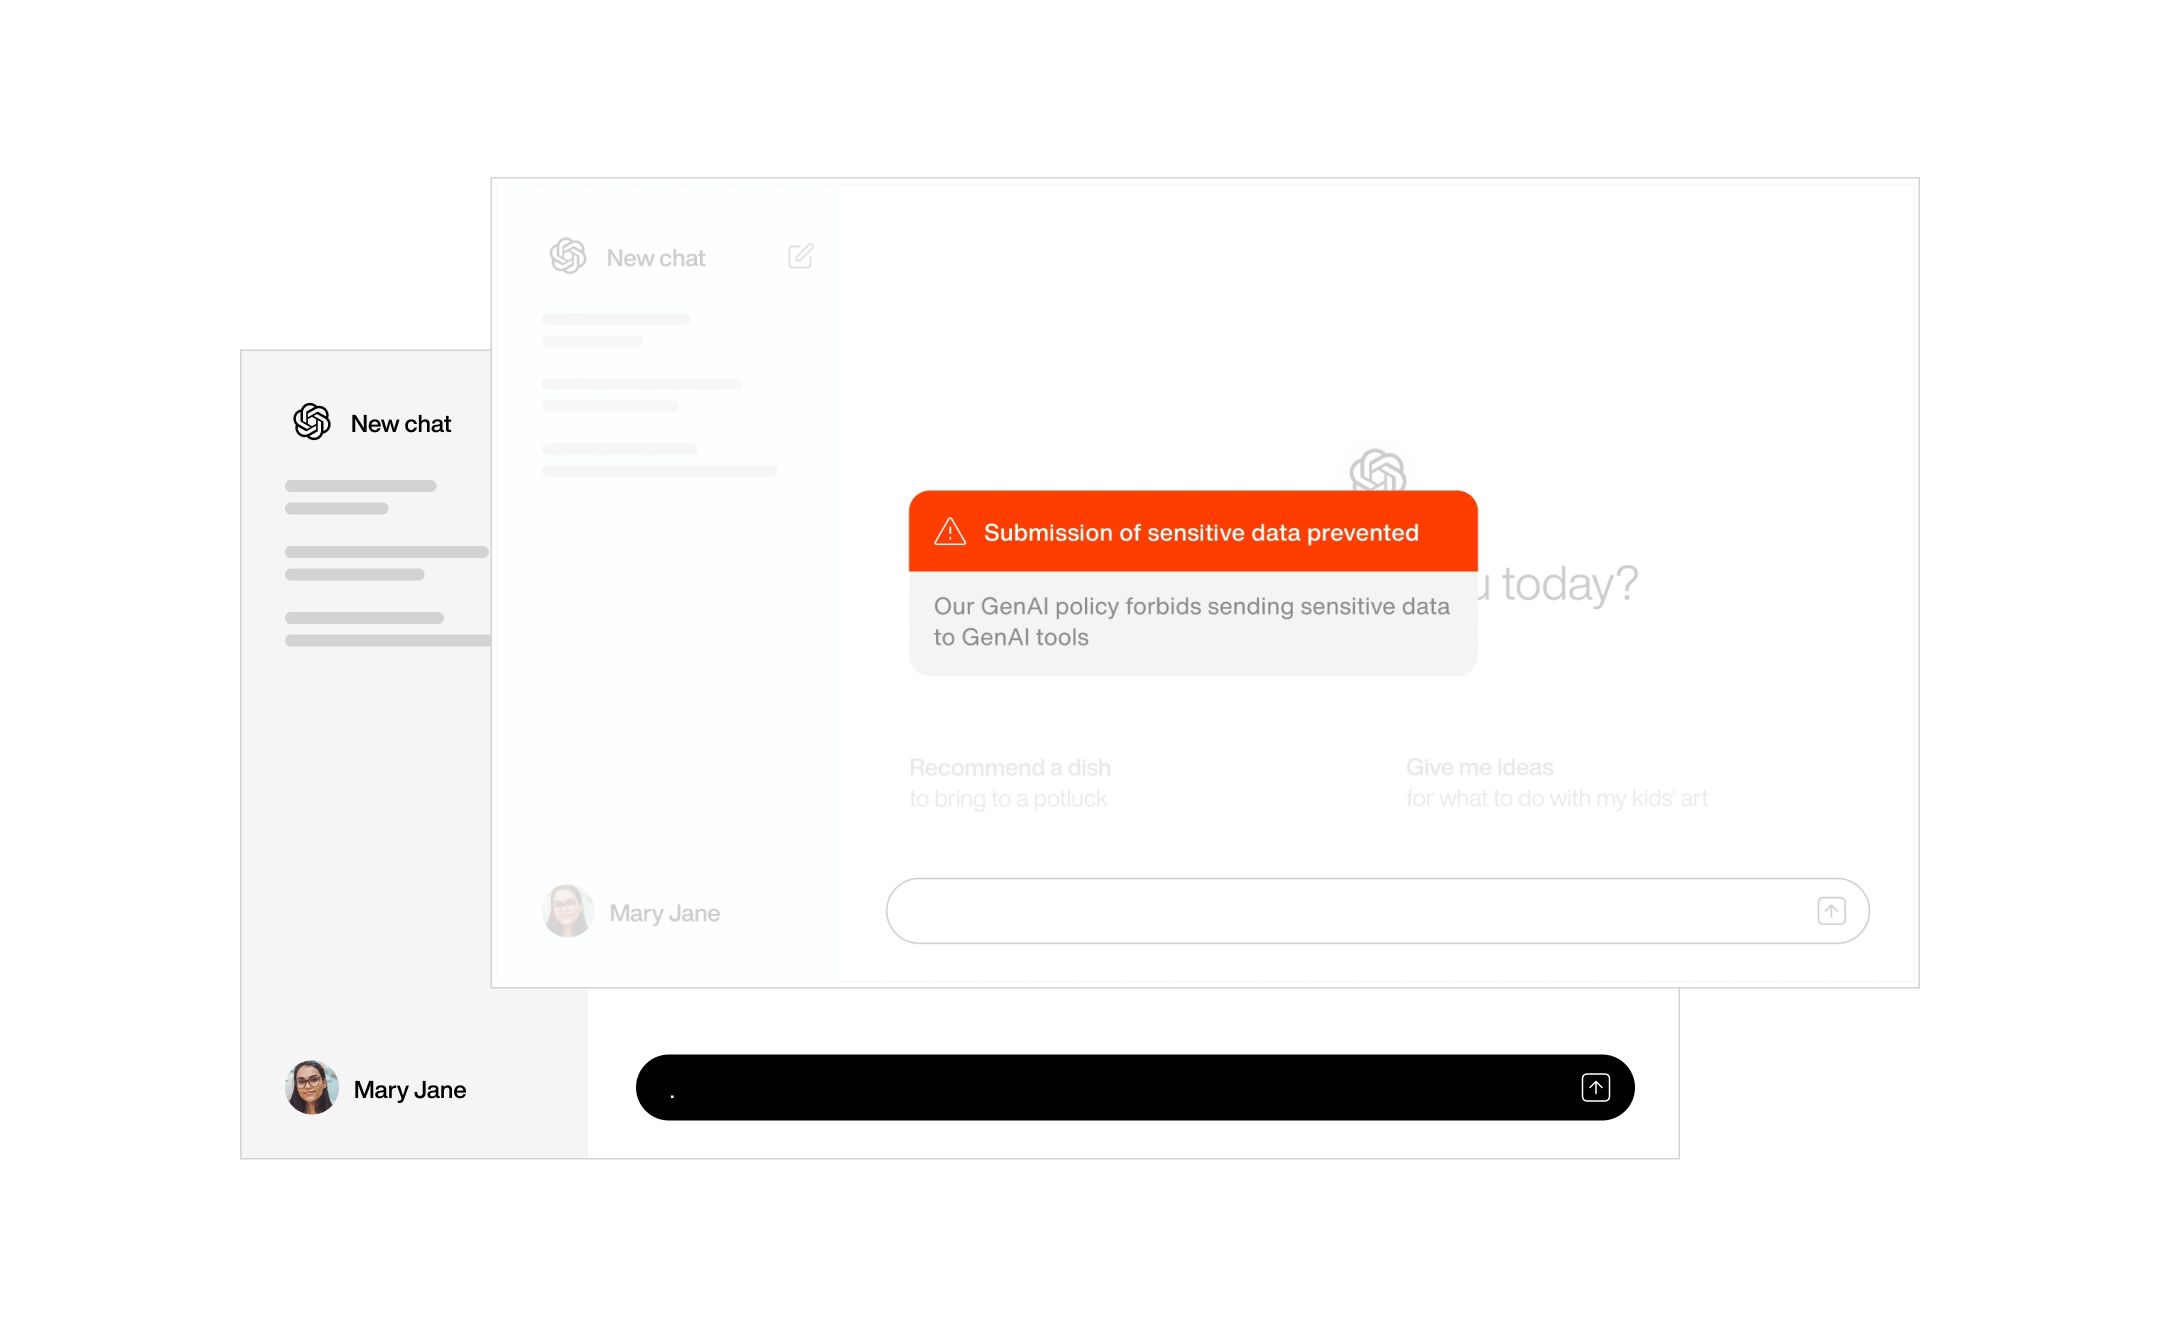 New chat
Submission of sensitive data prevented
Our GenAI policy forbids sending sensitive data
to GenAI tools
today?
Recommend a dish
to bring to a potluck
Give me ideas
for what to do with my kids' art
Mary Jane
New chat
Mary Jane
.